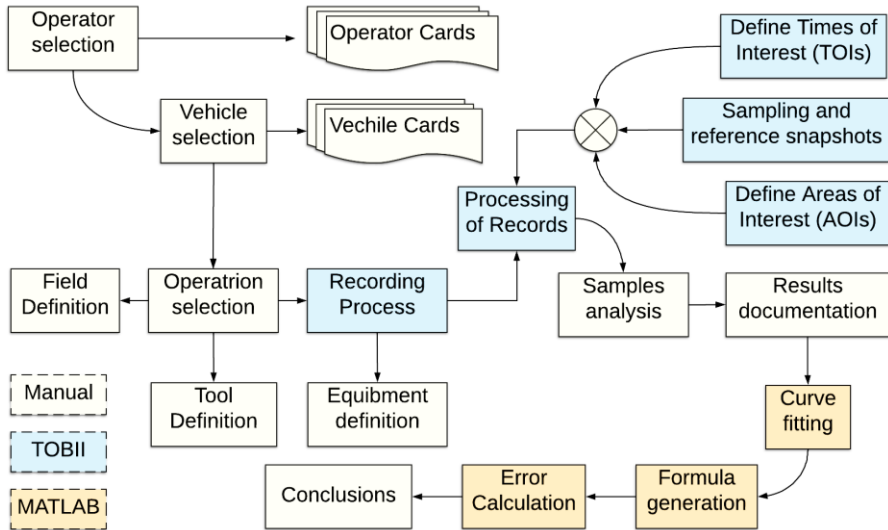 Operator
selection
Operator Cards
Define Times of
Interest (TOIs)
Vehicle
selection
Vechile Cards
Sampling and
reference snapshots
Processing
of Records
Define Areas of
Interest (AOIs)
Field
Definition
Operatrion
selection
Recording
Process
Samples
analysis
Results
documentation
Manual
Tool
Definition
Equibment
definition
Curve
fitting
TOBII
MATLAB
Conclusions
Error
Calculation
Formula
generation